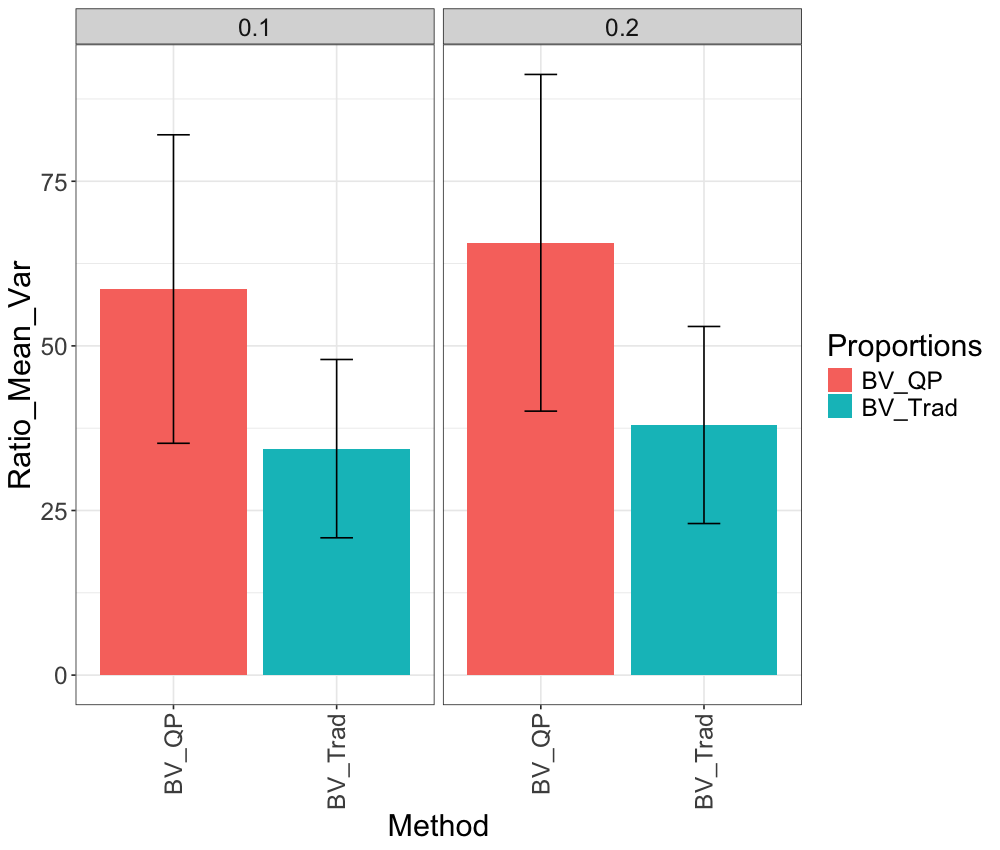 0.1
0.2
Ratio_Mean_Var
75
50
25
0
BV_QP
BV_Trad
BV_QP
BV_Trad
Method
Proportions
BV_QP
BV_Trad